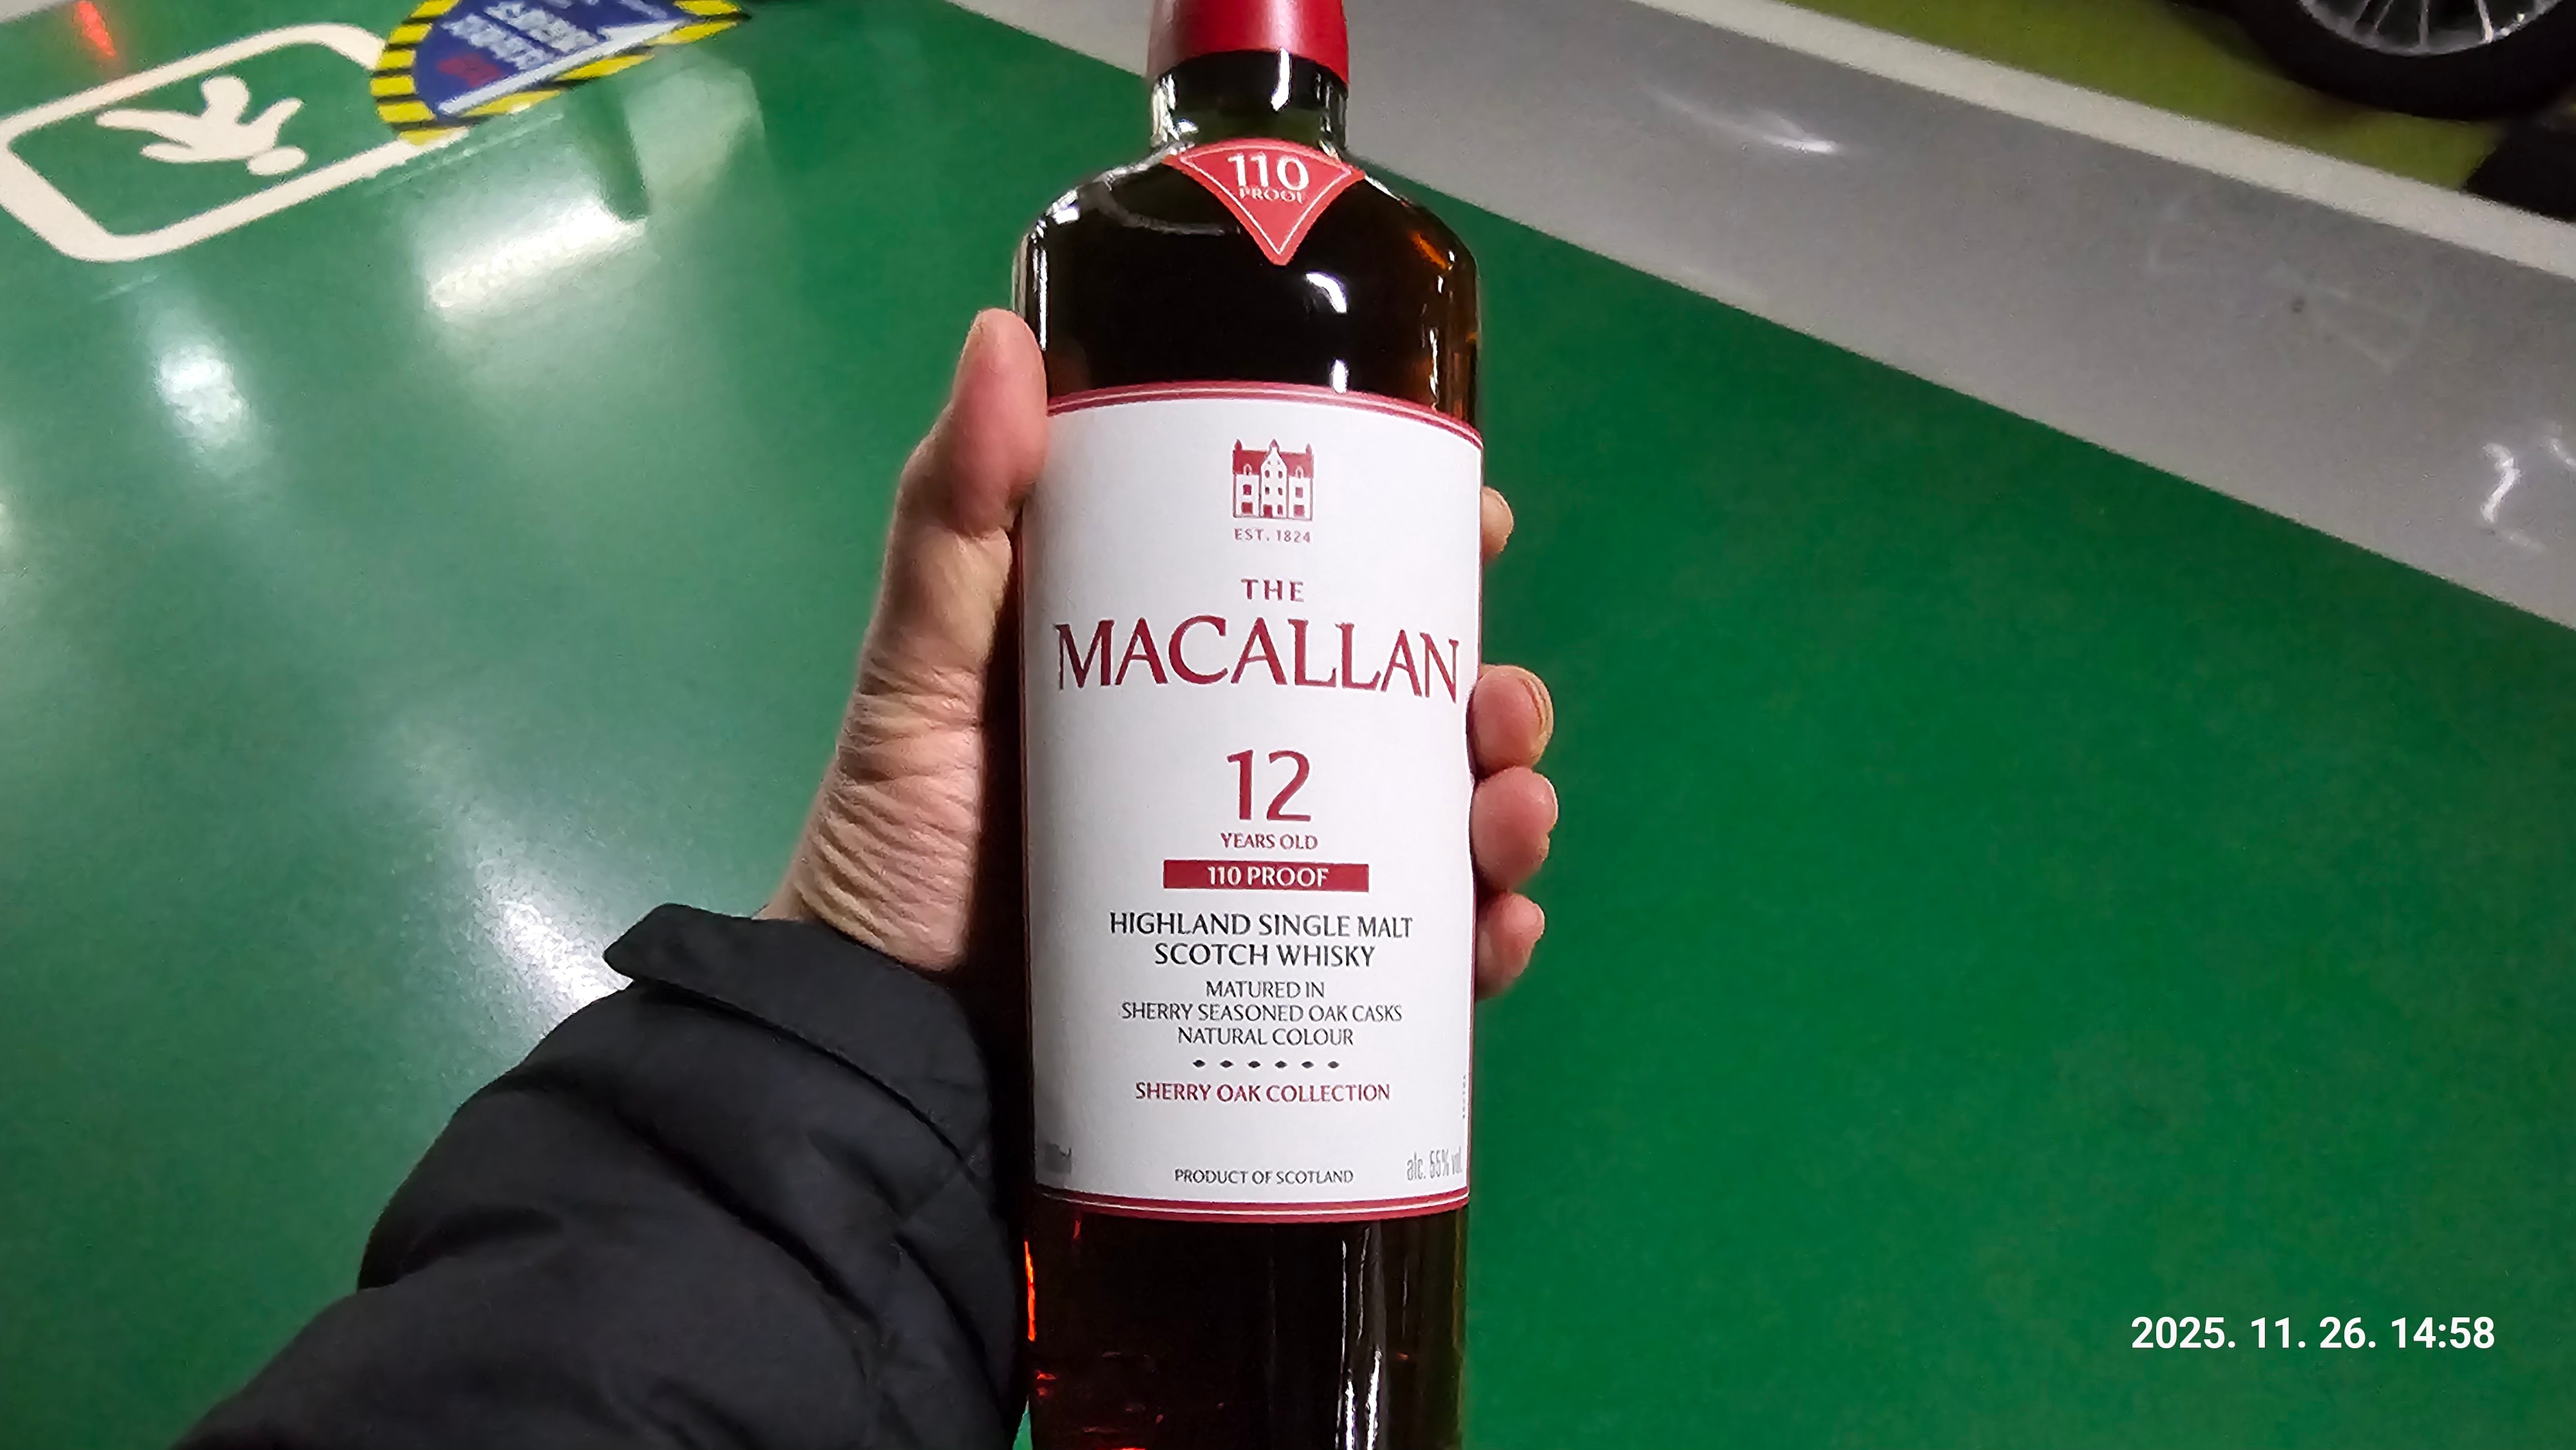 110
PROOF
EST. 1824
THE
MACALLAN
12
YEARS OLD
110 PROOF
HIGHLAND SINGLE MALT
SCOTCH WHISKY
MATURED IN
SHERRY SEASONED OAK CASKS
NATURAL COLOUR
SHERRY OAK COLLECTION
PRODUCT OF SCOTLAND
alc. 55% vol.
2025. 11. 26. 14:58